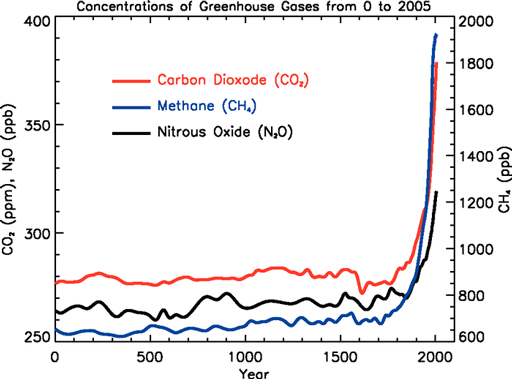 Concentrations of Greenhouse Gases from 0 to 2005
400
350
300
250
CO₂ (ppm), N₂O (ppb)
2000
1800
1600
1400
1200
1000
800
600
CH₄ (ppb)
Carbon Dioxode (CO₂)
Methane (CH₄)
Nitrous Oxide (N₂O)
0
500
1000
1500
2000
Year